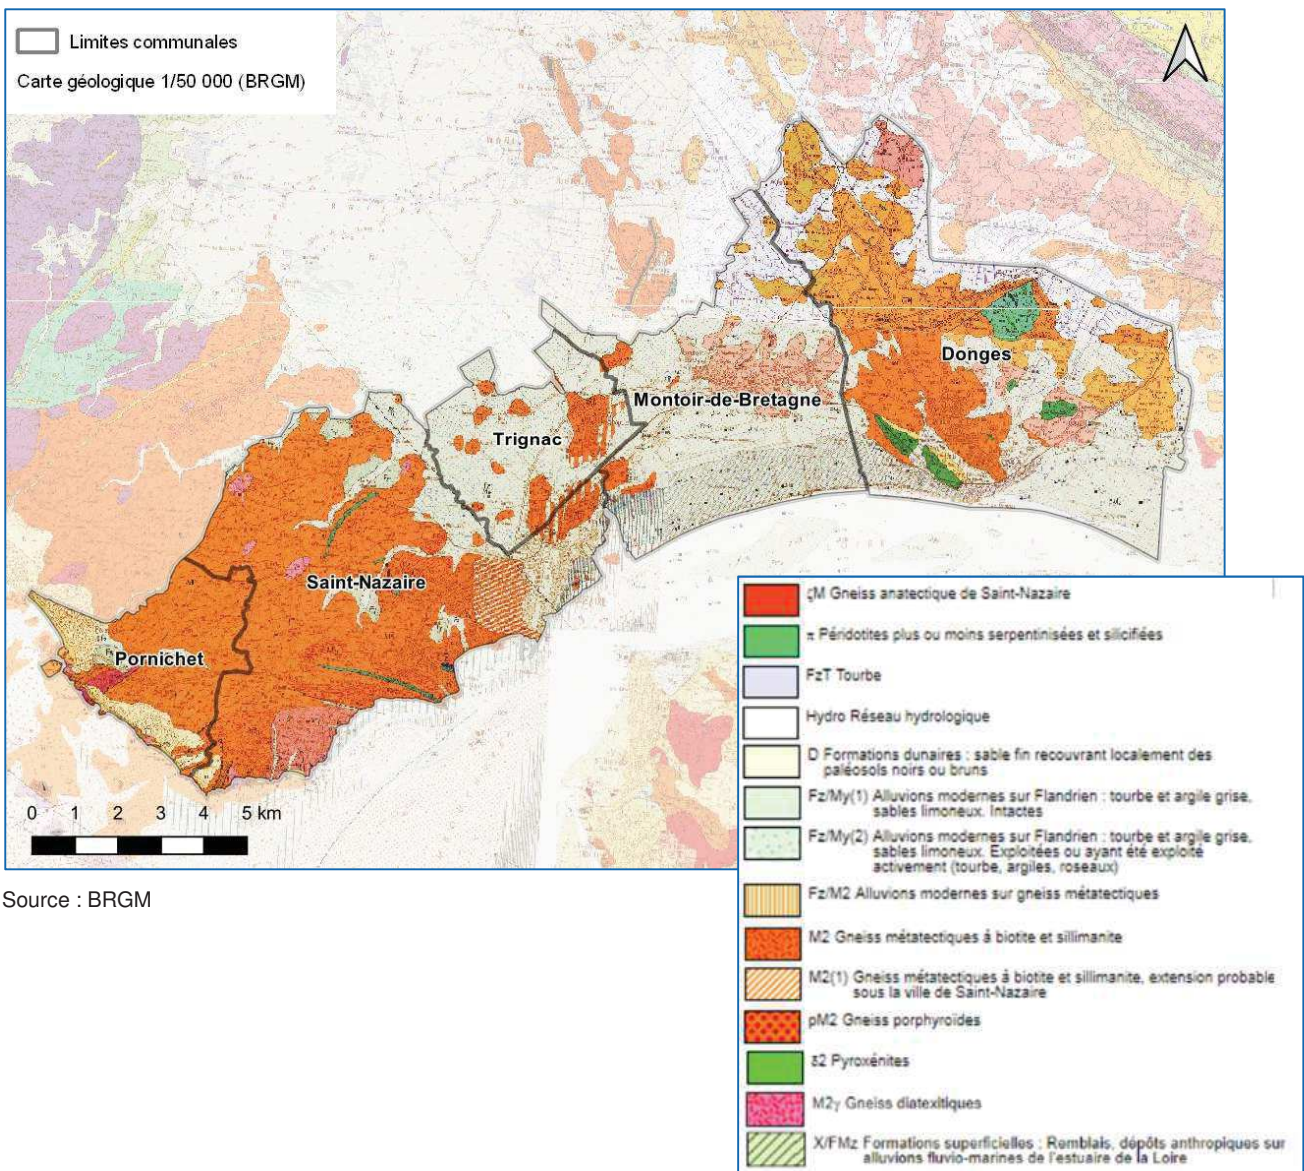 Limites communales
Carte géologique 1/50 000 (BRGM)
Donges
Montoir-de-Bretagne
Trignac
Saint-Nazaire
Pornichet
0 1 2 3 4 5 km
ζM Gneiss anatectique de Saint-Nazaire
π Péridotites plus ou moins serpentinisées et silicifiées
FzT Tourbe
Hydro Réseau hydrologique
D Formations dunaires : sable fin recouvrant localement des
paléosols noirs ou bruns
Fz/My(1) Alluvions modernes sur Flandrien : tourbe et argile grise,
sables limoneux. Intactes
Fz/My(2) Alluvions modernes sur Flandrien : tourbe et argile grise,
sables limoneux. Exploitées ou ayant été exploité
activement (tourbe, argiles, roseaux)
Fz/M2 Alluvions modernes sur gneiss métatectiques
M2 Gneiss métatectiques à biotite et sillimanite
M2(1) Gneiss métatectiques à biotite et sillimanite, extension probable
sous la ville de Saint-Nazaire
pM2 Gneiss porphyroïdes
δ2 Pyroxénites
M2γ Gneiss diatexitiques
X/FMz Formations superficielles : Remblais, dépôts anthropiques sur
alluvions fluvio-marines de l'estuaire de la Loire
Source : BRGM